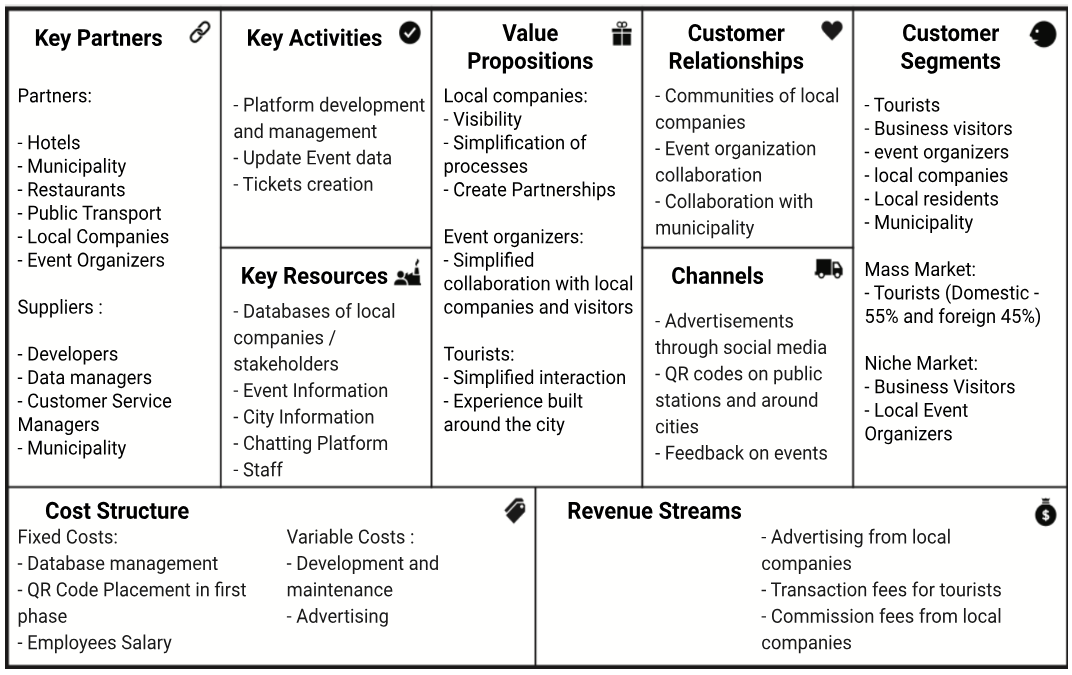 Key Partners
Partners:
- Hotels
- Municipality
- Restaurants
- Public Transport
- Local Companies
- Event Organizers
Suppliers :
- Developers
- Data managers
- Customer Service
Managers
- Municipality
Key Activities
- Platform development
and management
- Update Event data
- Tickets creation
Key Resources
- Databases of local
companies /
stakeholders
- Event Information
- City Information
- Chatting Platform
- Staff
Value
Propositions
Local companies:
- Visibility
- Simplification of
processes
- Create Partnerships
Event organizers:
- Simplified
collaboration with local
companies and visitors
Tourists:
- Simplified interaction
- Experience built
around the city
Customer
Relationships
- Communities of local
companies
- Event organization
collaboration
- Collaboration with
municipality
Channels
- Advertisements
through social media
- QR codes on public
stations and around
cities
- Feedback on events
Customer
Segments
- Tourists
- Business visitors
- event organizers
- local companies
- Local residents
- Municipality
Mass Market:
- Tourists (Domestic -
55% and foreign 45%)
Niche Market:
- Business Visitors
- Local Event
Organizers
Cost Structure
Fixed Costs:
- Database management
- QR Code Placement in first
phase
- Employees Salary
Variable Costs :
- Development and
maintenance
- Advertising
Revenue Streams
$
- Advertising from local
companies
- Transaction fees for tourists
- Commission fees from local
companies